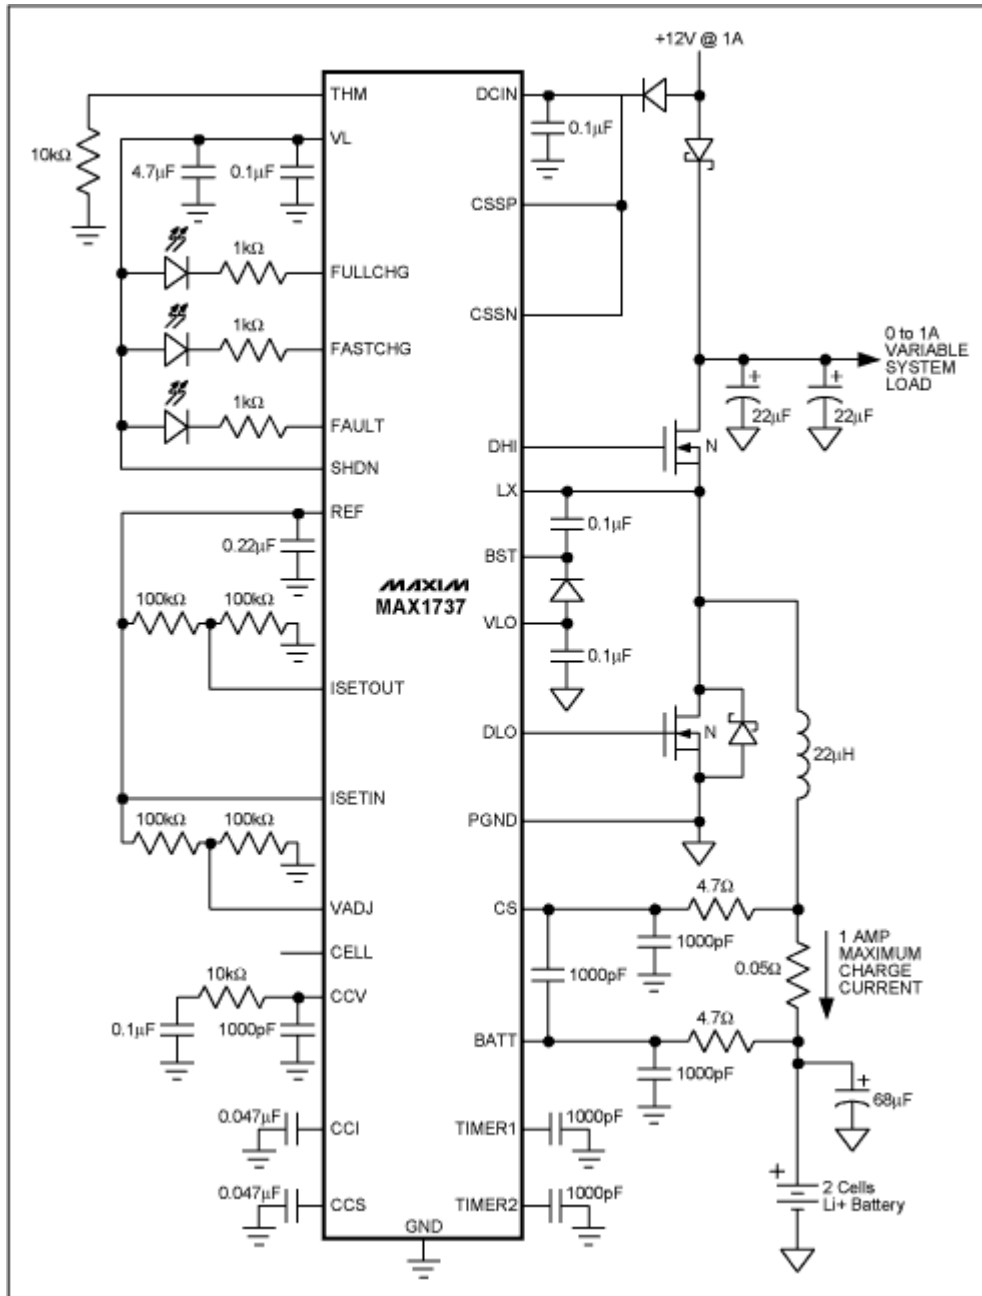 +12V @ 1A
THM
DCIN
VL
0.1µF
10kΩ
4.7µF
0.1µF
CSSP
1kΩ
FULLCHG
CSSN
1kΩ
FASTCHG
0 to 1A
VARIABLE
SYSTEM
LOAD
1kΩ
FAULT
22µF
22µF
DHI
N
SHDN
LX
REF
0.1µF
0.22µF
BST
MAXIM
MAX1737
100kΩ
100kΩ
VLO
0.1µF
ISETOUT
DLO
N
22µH
ISETIN
100kΩ
100kΩ
PGND
4.7Ω
VADJ
CS
1000pF
1 AMP
MAXIMUM
CHARGE
CURRENT
CELL
0.05Ω
10kΩ
1000pF
CCV
4.7Ω
0.1µF
1000pF
BATT
1000pF
68µF
0.047µF
CCI
TIMER1
1000pF
0.047µF
CCS
TIMER2
1000pF
2 Cells
Li+ Battery
GND